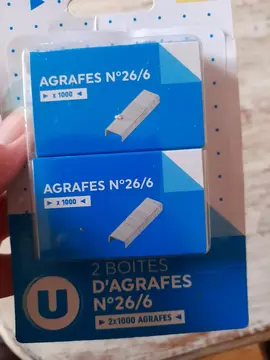 AGRAFES N°26/6
x 1000
AGRAFES N°26/6
x 1000
2 BOITES
D'AGRAFES
N°26/6
2x1000 AGRAFES
U